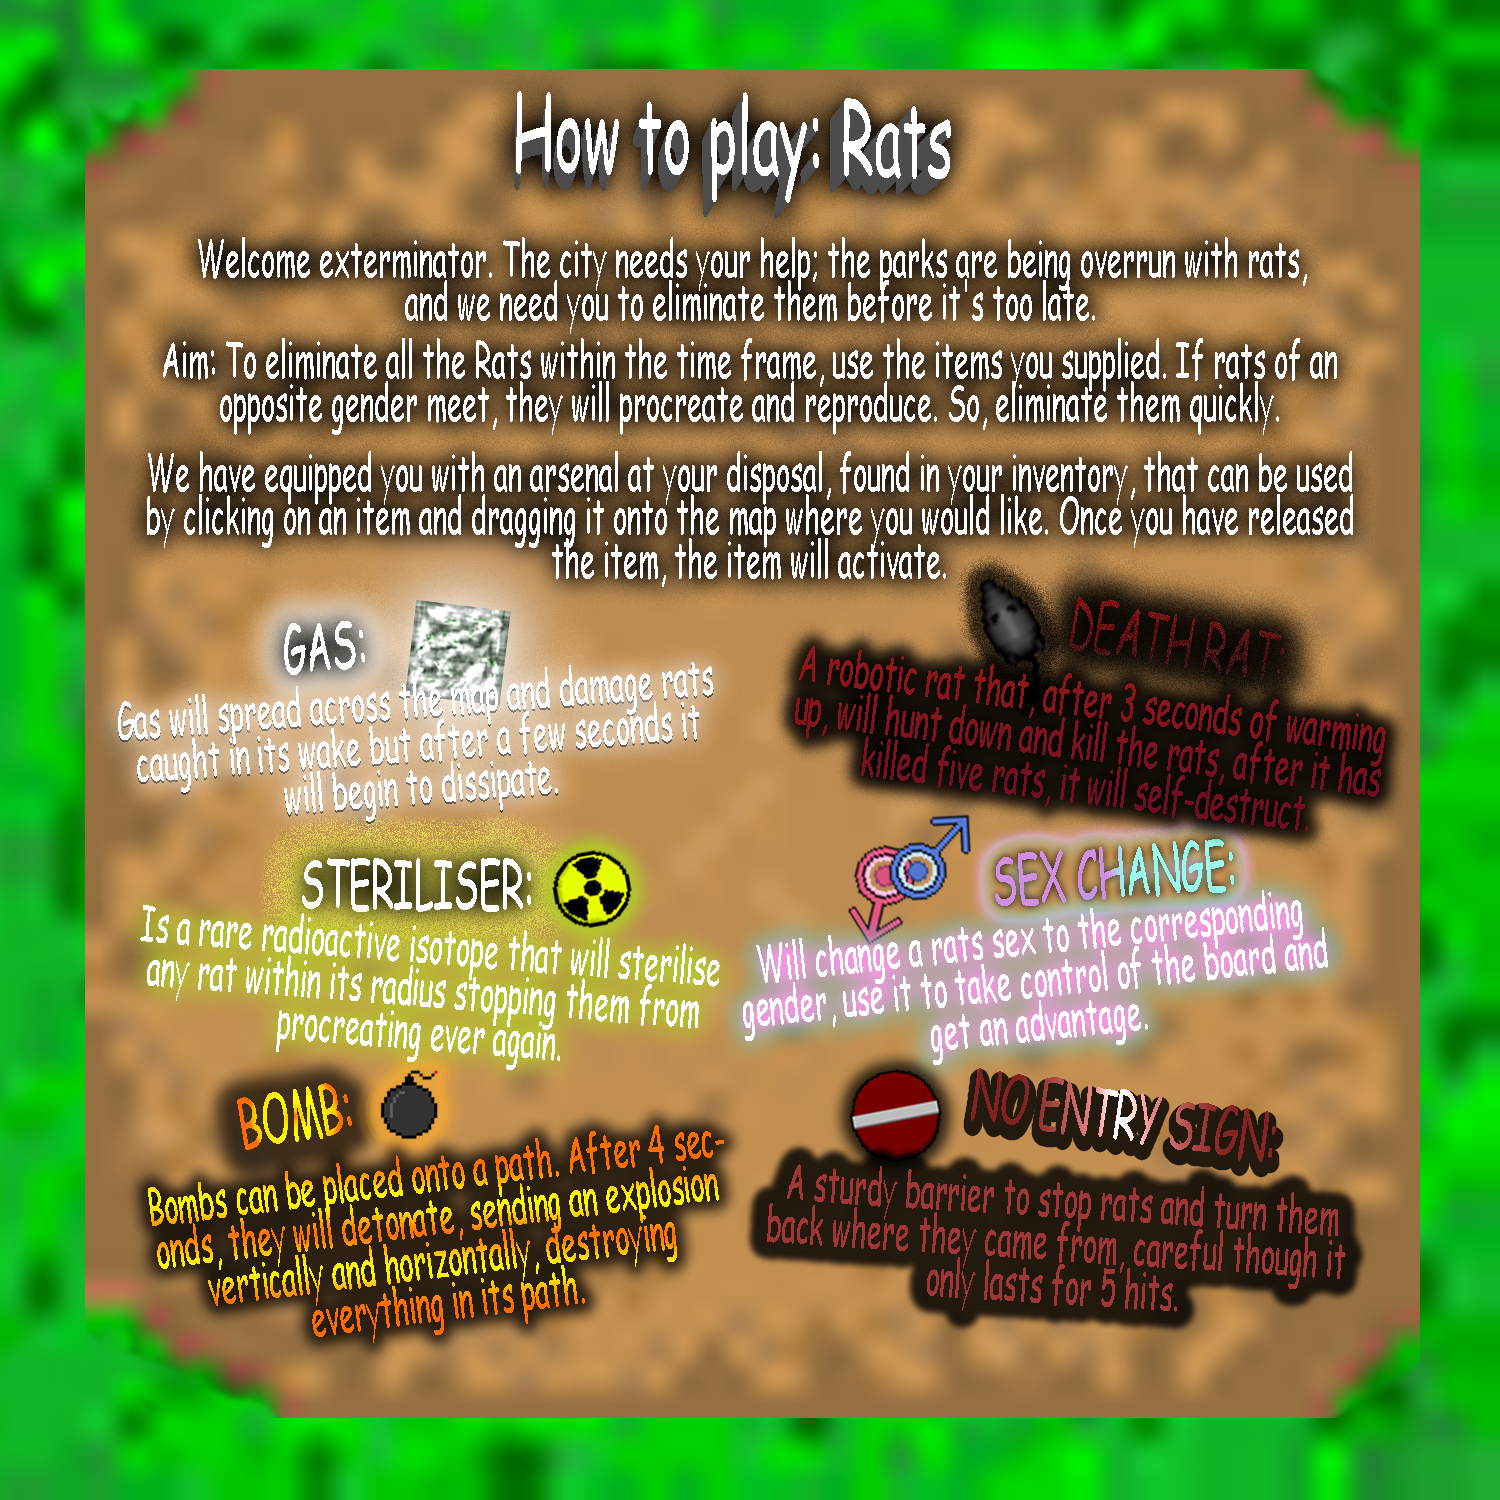 How to play: Rats
Welcome exterminator. The city needs your help; the parks are being overrun with rats,
and we need you to eliminate them before it's too late.
Aim: To eliminate all the Rats within the time frame, use the items you supplied. If rats of an
opposite gender meet, they will procreate and reproduce. So, eliminate them quickly.
We have equipped you with an arsenal at your disposal, found in your inventory, that can be used
by clicking on an item and dragging it onto the map where you would like. Once you have released
the item, the item will activate.
GAS:
Gas will spread across the map and damage rats
caught in its wake but after a few seconds it
will begin to dissipate.
DEATH RAT:
A robotic rat that, after 3 seconds of warming
up, will hunt down and kill the rats, after it has
killed five rats, it will self-destruct.
STERILISER:
Is a rare radioactive isotope that will sterilise
any rat within its radius stopping them from
procreating ever again.
SEX CHANGE:
Will change a rats sex to the corresponding
gender, use it to take control of the board and
get an advantage.
BOMB:
Bombs can be placed onto a path. After 4 sec-
onds, they will detonate, sending an explosion
vertically and horizontally, destroying
everything in its path.
NO ENTRY SIGN:
A sturdy barrier to stop rats and turn them
back where they came from, careful though it
only lasts for 5 hits.